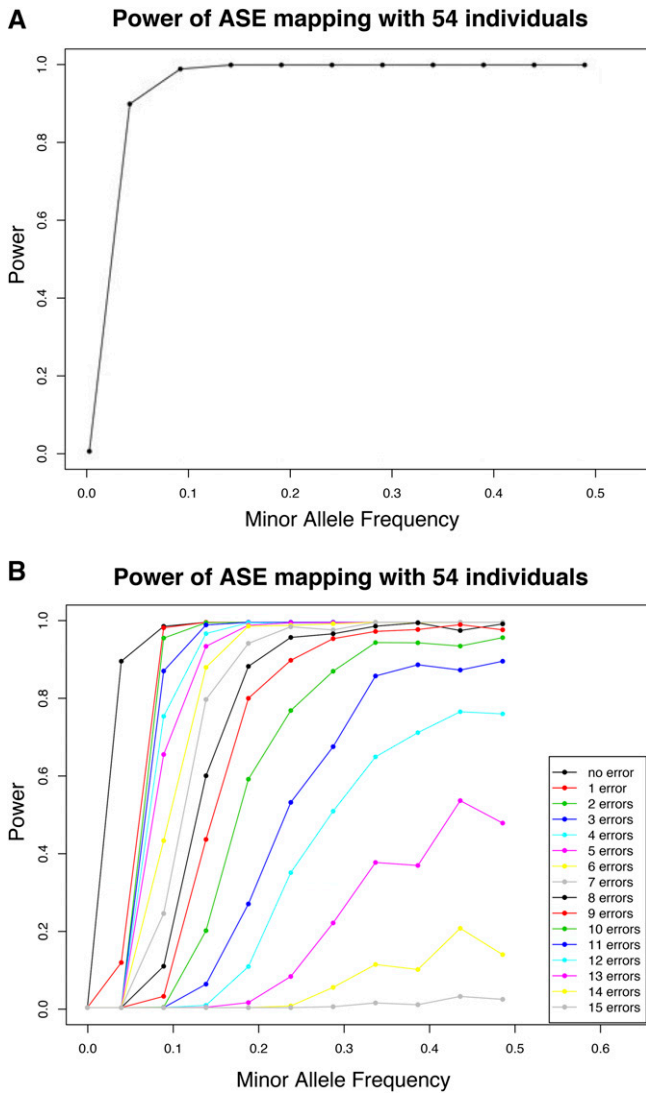 A
Power of ASE mapping with 54 individuals
Power
1.0
0.8
0.6
0.4
0.2
0.0
0.0 0.1 0.2 0.3 0.4 0.5
Minor Allele Frequency
B
Power of ASE mapping with 54 individuals
Power
1.0
0.8
0.6
0.4
0.2
0.0
no error
1 error
2 errors
3 errors
4 errors
5 errors
6 errors
7 errors
8 errors
9 errors
10 errors
11 errors
12 errors
13 errors
14 errors
15 errors
0.0 0.1 0.2 0.3 0.4 0.5 0.6
Minor Allele Frequency